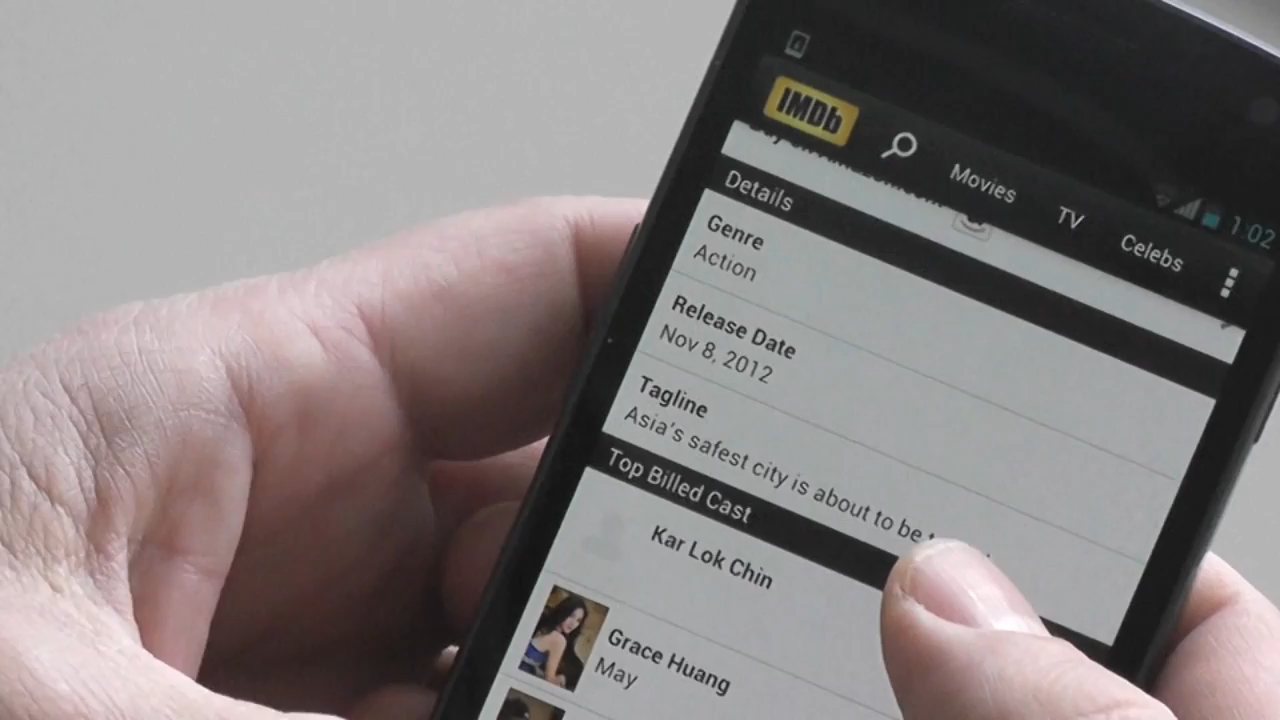 IMDb
Movies
TV
Celebs
1:02
Details
Genre
Action
Release Date
Nov 8, 2012
Tagline
Asia's safest city is about to be
Top Billed Cast
Kar Lok Chin
Grace Huang
May